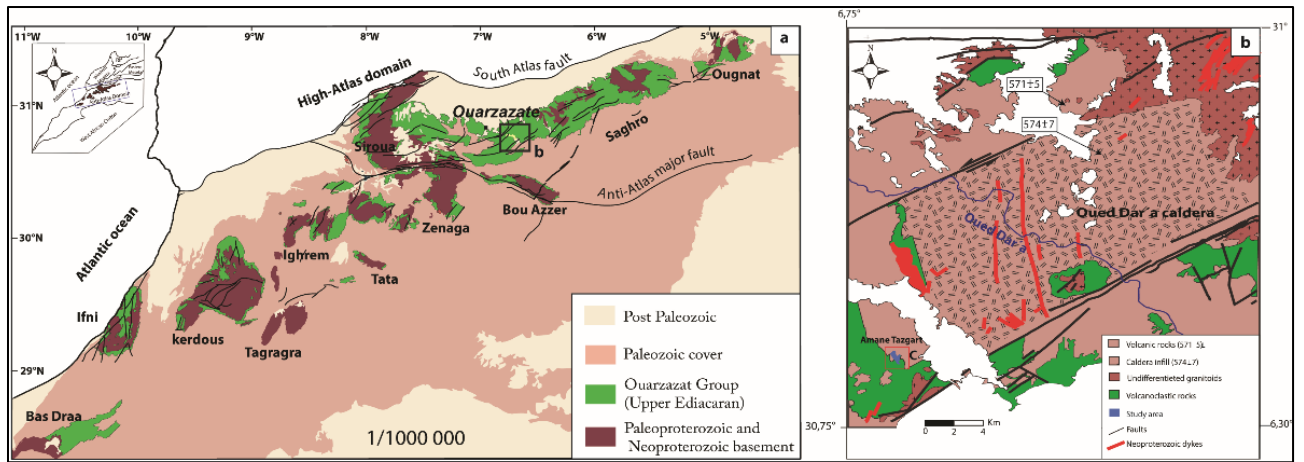 11°W
10°W
9°W
8°W
7°W
6°W
5°W
a
N
High-Atlas domain
South Atlas fault
Ougnat
31°N
Ouarzazate
Siroua
Saghro
b
Anti-Atlas major fault
Bou Azzer
Zenaga
Atlantic ocean
30°N
Ighrem
Tata
Ifni
kerdous
Tagragra
29°N
Bas Draa
1/1000 000
Post Paleozoic
Paleozoic cover
Ouarzazat Group
(Upper Ediacaran)
Paleoproterozoic and
Neoproterozoic basement
6,75°
31°
b
N
571±5
574±7
Oued Dar a caldera
Oued Dar a
Amane Tazgart
C
Volcanic rocks (571 5)
Caldera infill (574±7)
Undifferentieted granitoids
Volcanoclastic rocks
Study area
Faults
Neoproterozoic dykes
0 2 4 Km
30,75°
6,30°